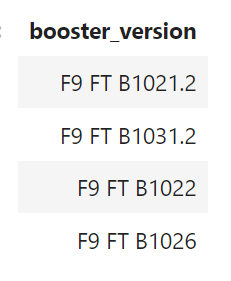 booster_version
F9 FT B1021.2
F9 FT B1031.2
F9 FT B1022
F9 FT B1026